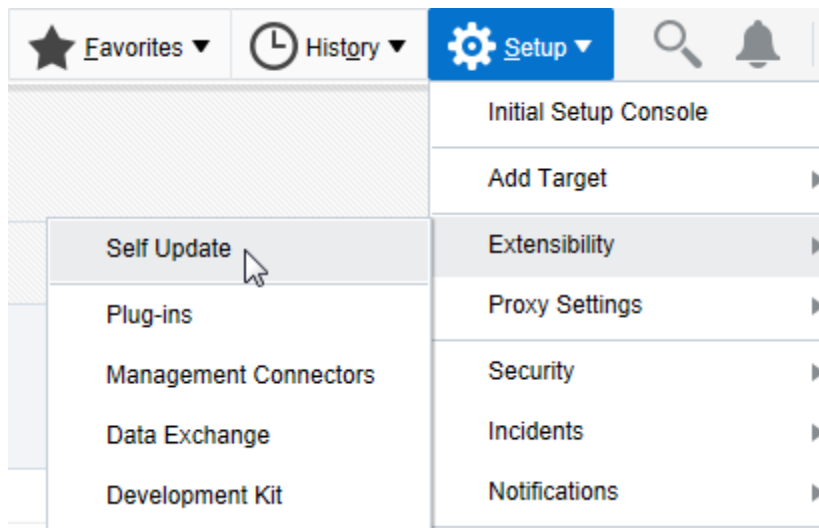 Favorites ▼ History ▼ Setup ▼
Initial Setup Console
Add Target
Extensibility
Proxy Settings
Security
Incidents
Notifications
Self Update
Plug-ins
Management Connectors
Data Exchange
Development Kit